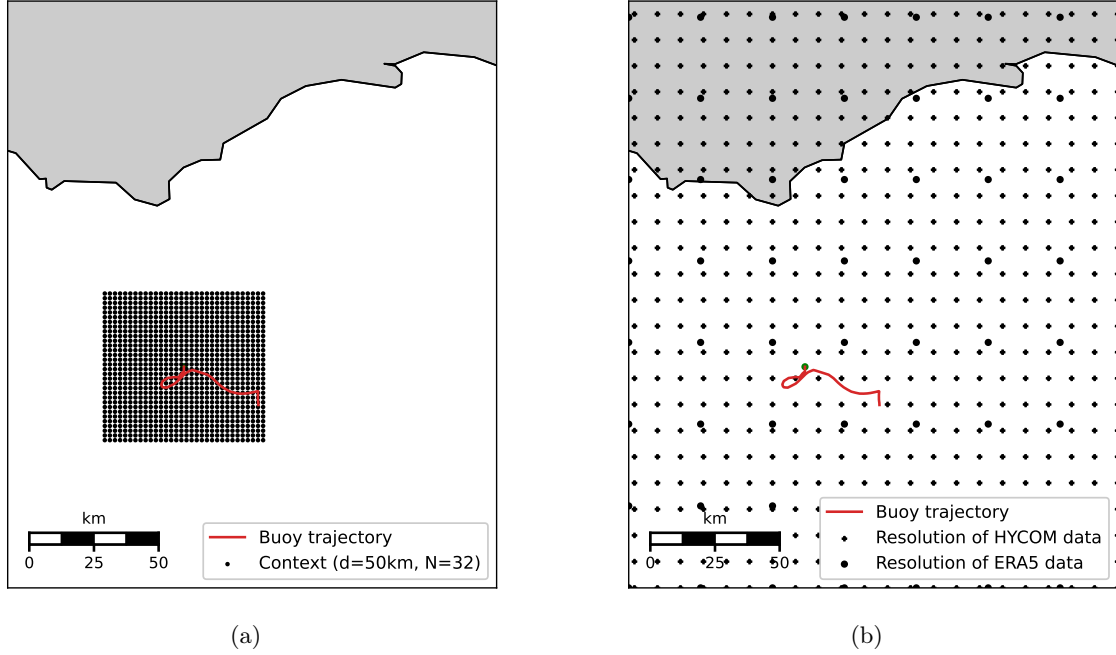 km
0 25 50
Buoy trajectory
Context (d=50km, N=32)
(a)
km
0 25 50
Buoy trajectory
Resolution of HYCOM data
Resolution of ERA5 data
(b)